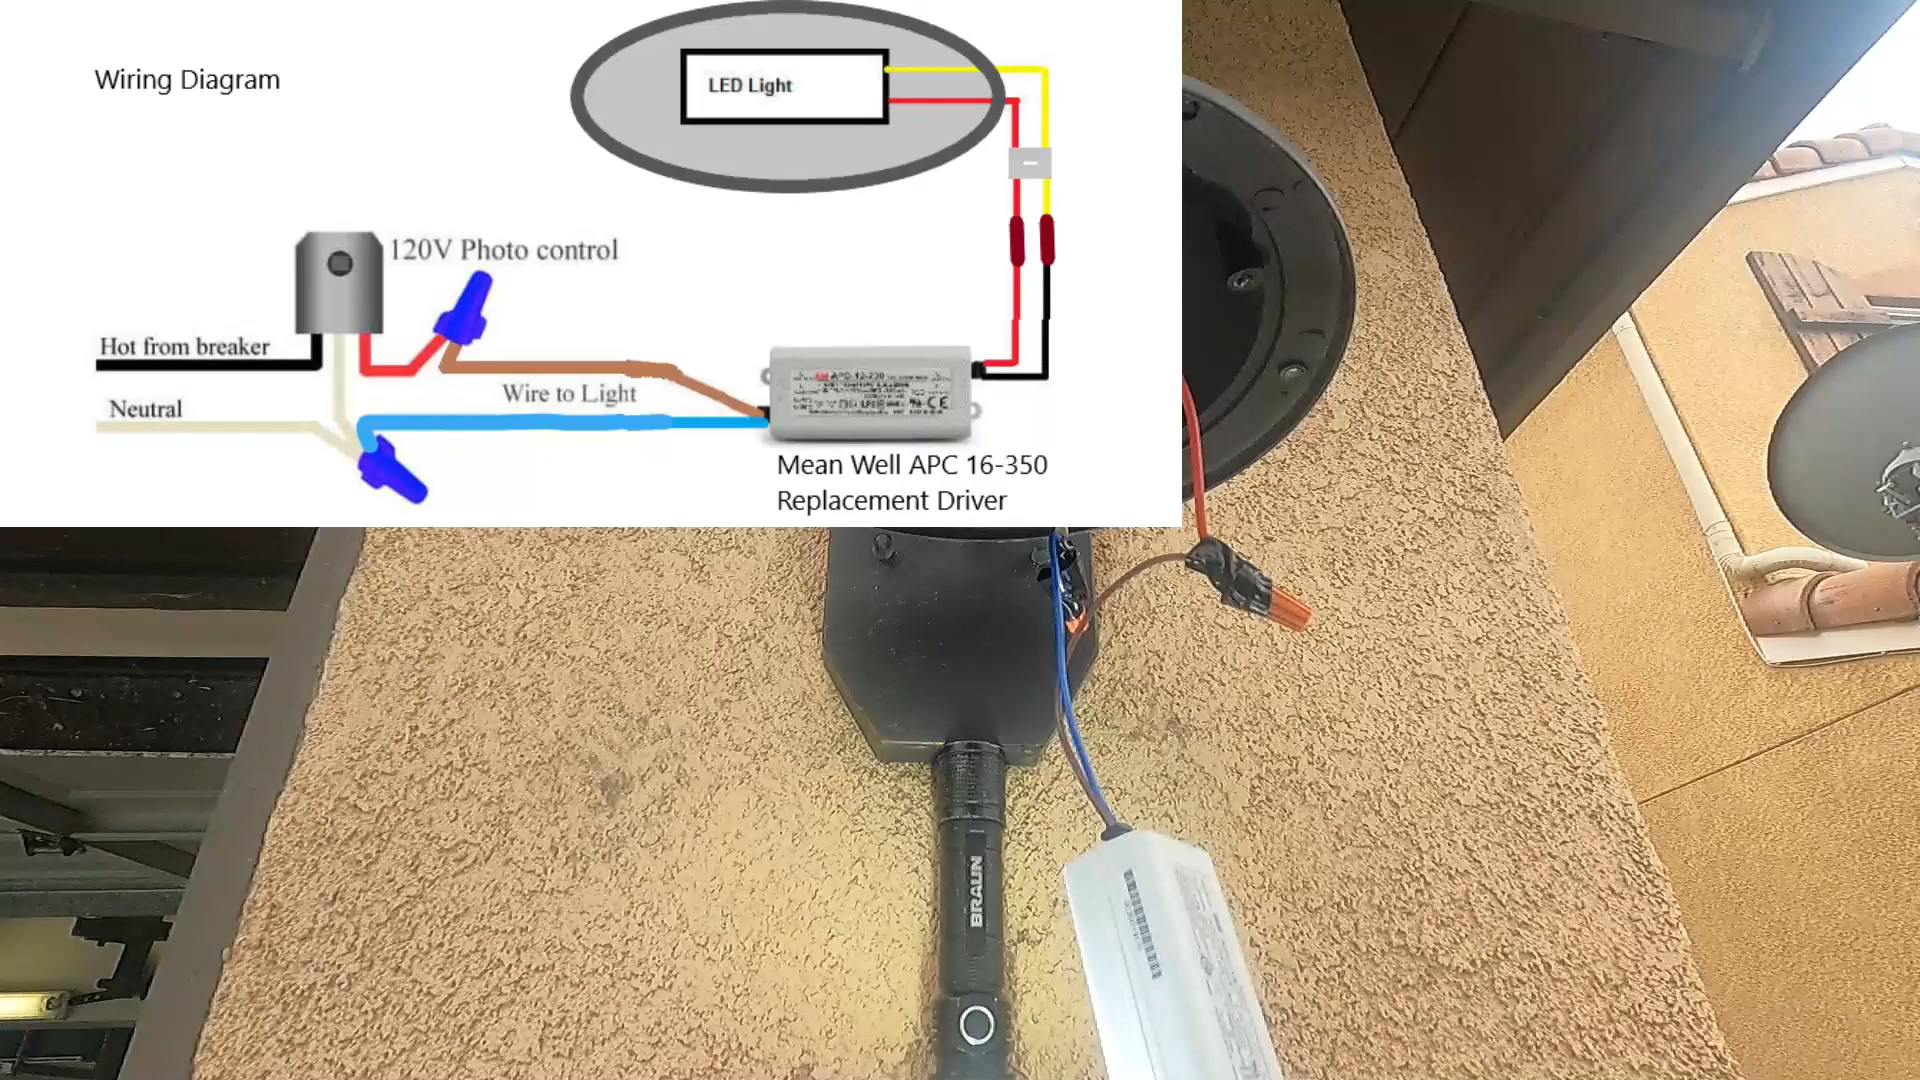 Wiring Diagram
LED Light
120V Photo control
Hot from breaker
Wire to Light
Neutral
Mean Well APC 16-350
Replacement Driver
BRAUN